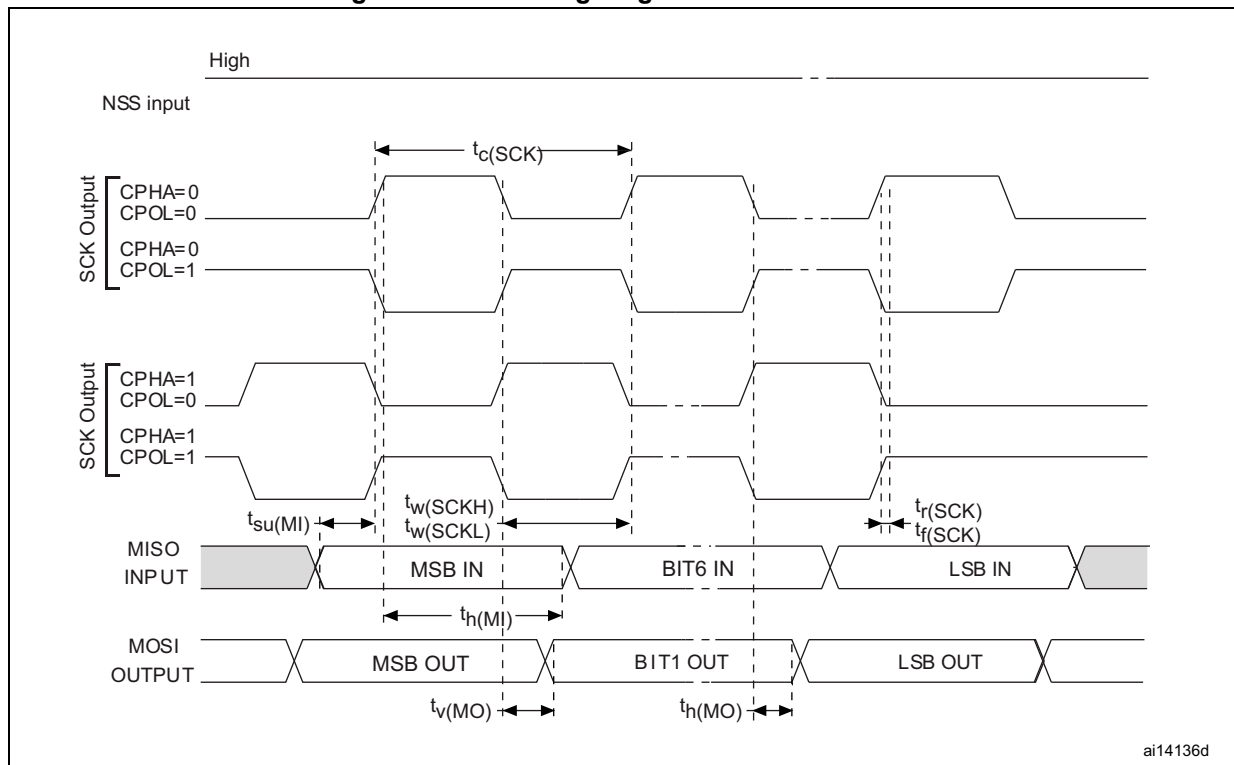 High
NSS input
tc(SCK)
SCK Output
CPHA=0
CPOL=0
CPHA=0
CPOL=1
SCK Output
CPHA=1
CPOL=0
CPHA=1
CPOL=1
tsu(MI)
tw(SCKH)
tw(SCKL)
tr(SCK)
tf(SCK)
MISO
INPUT
MSB IN
BIT6 IN
LSB IN
th(MI)
MOSI
OUTPUT
MSB OUT
BIT1 OUT
LSB OUT
tv(MO)
th(MO)
ai14136d